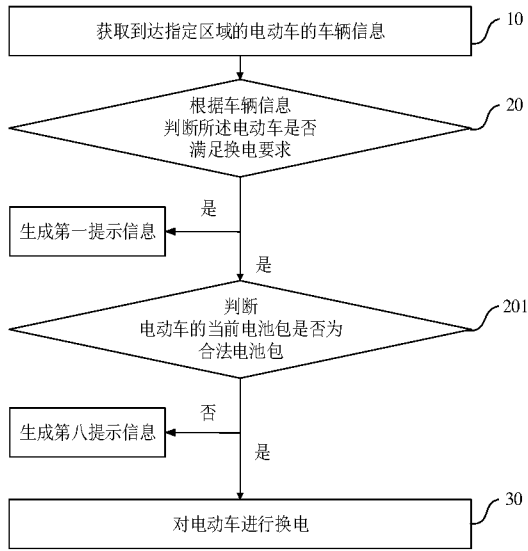 获取到达指定区域的电动车的车辆信息
10
根据车辆信息
判断所述电动车是否
满足换电要求
20
是
生成第一提示信息
是
判断
电动车的当前电池包是否为
合法电池包
201
否
生成第八提示信息
是
对电动车进行换电
30